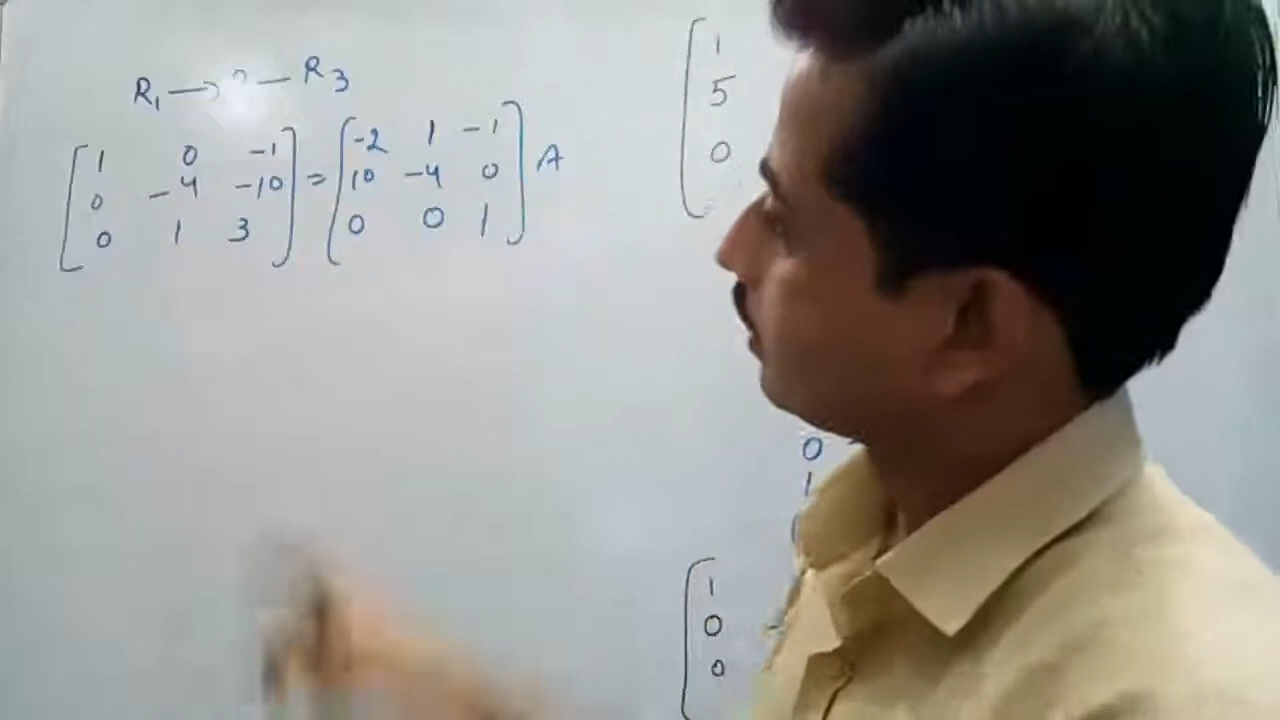 R₁ → – R₃
[1 0 -1] = [-2 1 -1] A
[0 -4 -10] [10 -4 0]
[0 1 3] [0 0 1]
1
5
0
0
1
1
0
0